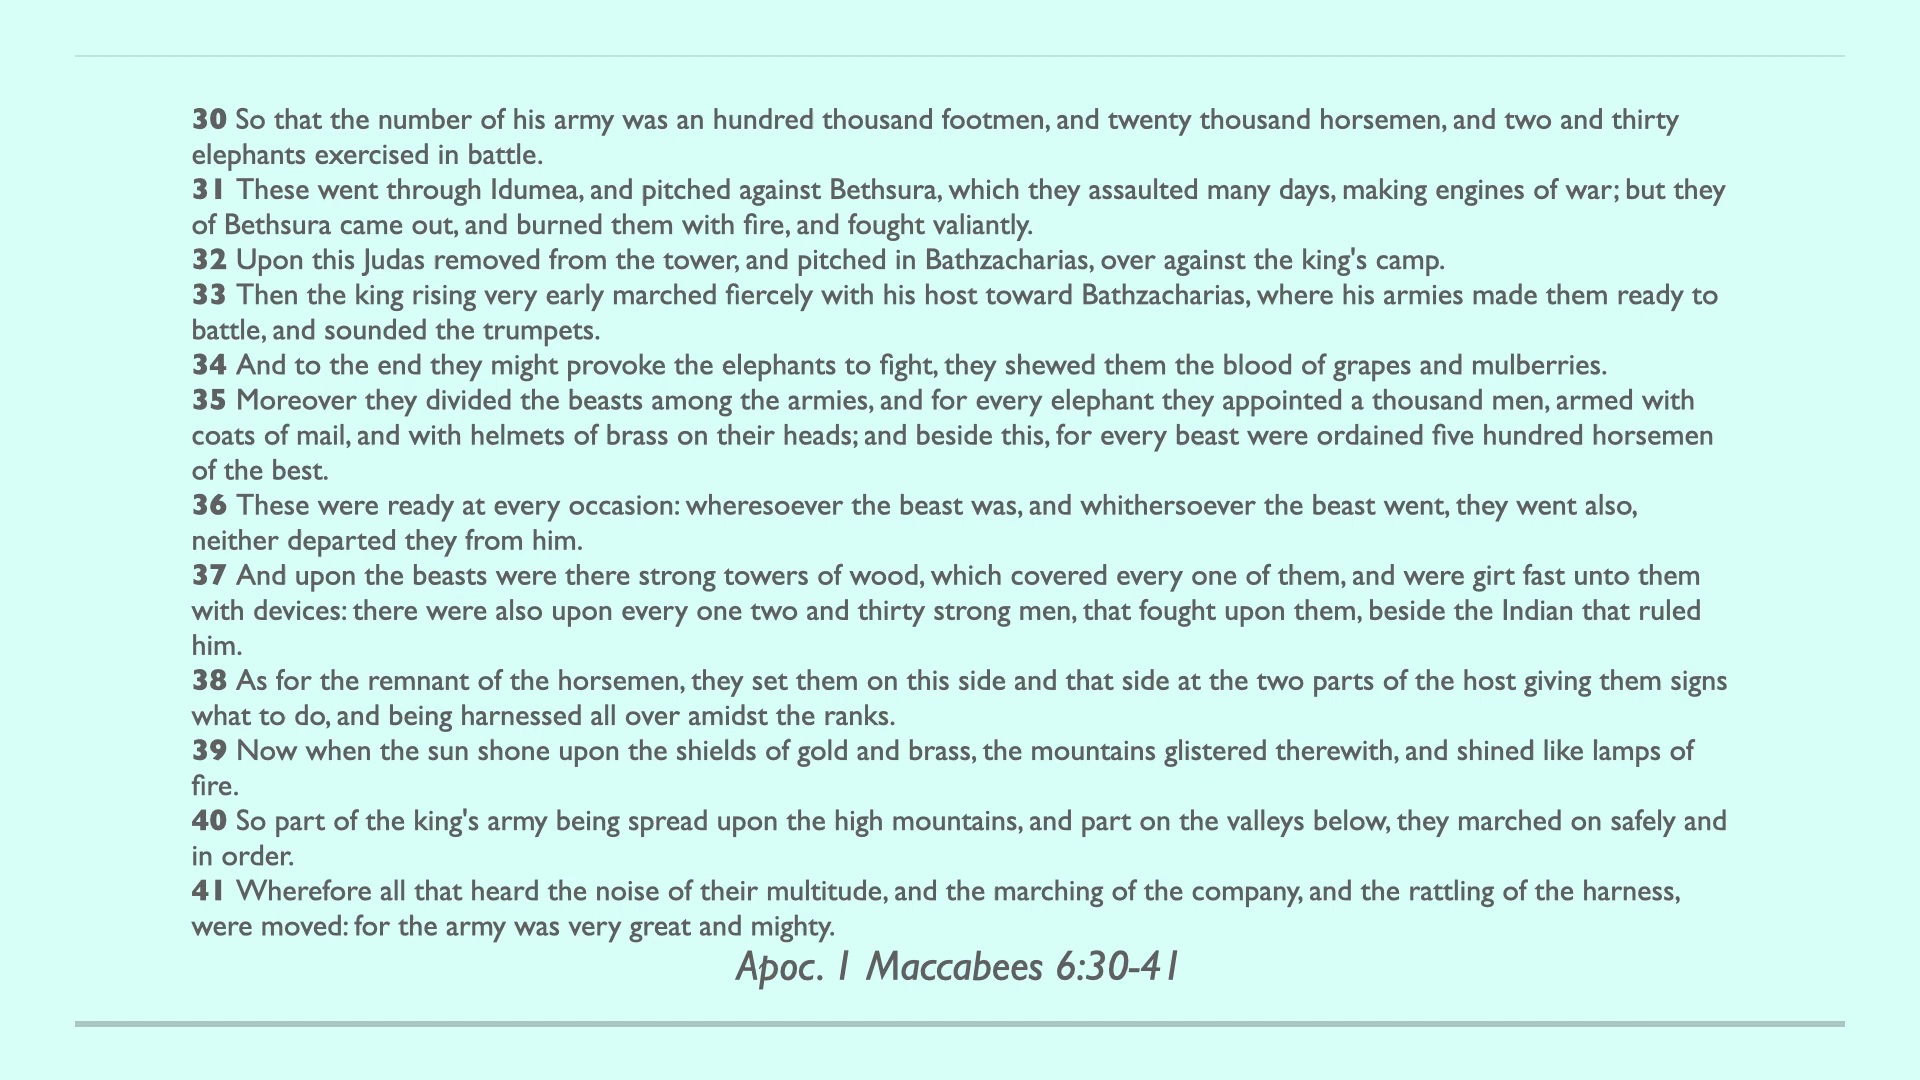 30 So that the number of his army was an hundred thousand footmen, and twenty thousand horsemen, and two and thirty
elephants exercised in battle.
31 These went through Idumea, and pitched against Bethsura, which they assaulted many days, making engines of war; but they
of Bethsura came out, and burned them with fire, and fought valiantly.
32 Upon this Judas removed from the tower, and pitched in Bathzacharias, over against the king's camp.
33 Then the king rising very early marched fiercely with his host toward Bathzacharias, where his armies made them ready to
battle, and sounded the trumpets.
34 And to the end they might provoke the elephants to fight, they shewed them the blood of grapes and mulberries.
35 Moreover they divided the beasts among the armies, and for every elephant they appointed a thousand men, armed with
coats of mail, and with helmets of brass on their heads; and beside this, for every beast were ordained five hundred horsemen
of the best.
36 These were ready at every occasion: wheresoever the beast was, and whithersoever the beast went, they went also,
neither departed they from him.
37 And upon the beasts were there strong towers of wood, which covered every one of them, and were girt fast unto them
with devices: there were also upon every one two and thirty strong men, that fought upon them, beside the Indian that ruled
him.
38 As for the remnant of the horsemen, they set them on this side and that side at the two parts of the host giving them signs
what to do, and being harnessed all over amidst the ranks.
39 Now when the sun shone upon the shields of gold and brass, the mountains glistered therewith, and shined like lamps of
fire.
40 So part of the king's army being spread upon the high mountains, and part on the valleys below, they marched on safely and
in order.
41 Wherefore all that heard the noise of their multitude, and the marching of the company, and the rattling of the harness,
were moved: for the army was very great and mighty.
Apoc. 1 Maccabees 6:30-41